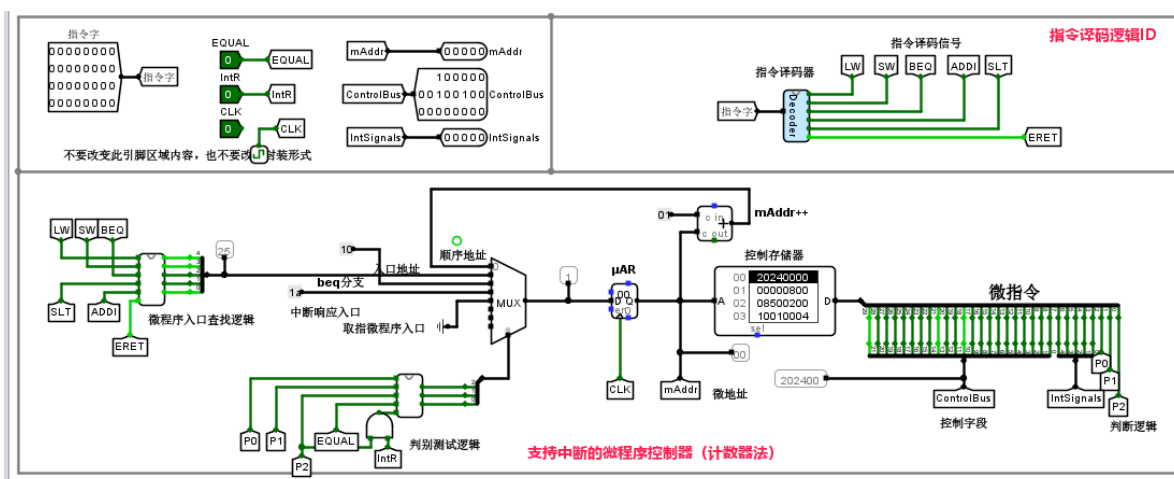 指令字
00000000
00000000
00000000
00000000
指令字
EQUAL
0
EQUAL
IntR
0
IntR
CLK
0
CLK
不要改变此引脚区域内容，也不要改
封装形式
mAddr
00000
mAddr
ControlBus
100000
00100100
00000000
ControlBus
IntSignals
00000
IntSignals
指令译码逻辑ID
指令译码信号
指令译码器
LW
SW
BEQ
ADDI
SLT
指令字
Decoder
ERET
LW
SW
BEQ
SLT
ADDI
ERET
微程序入口查找逻辑
25
10
入口地址
beq分支
1a
中断响应入口
取指微程序入口
顺序地址
0
MUX
1
01
c in
+
c out
mAddr++
μAR
00
D Q
en0
CLK
mAddr
控制存储器
A
00 20240000
01 00000800
02 08500200
03 10010004
D
sel
00
微地址
微指令
202400
ControlBus
控制字段
IntSignals
P0
P1
P2
判断逻辑
P0
P1
P2
EQUAL
IntR
判别测试逻辑
支持中断的微程序控制器（计数器法）